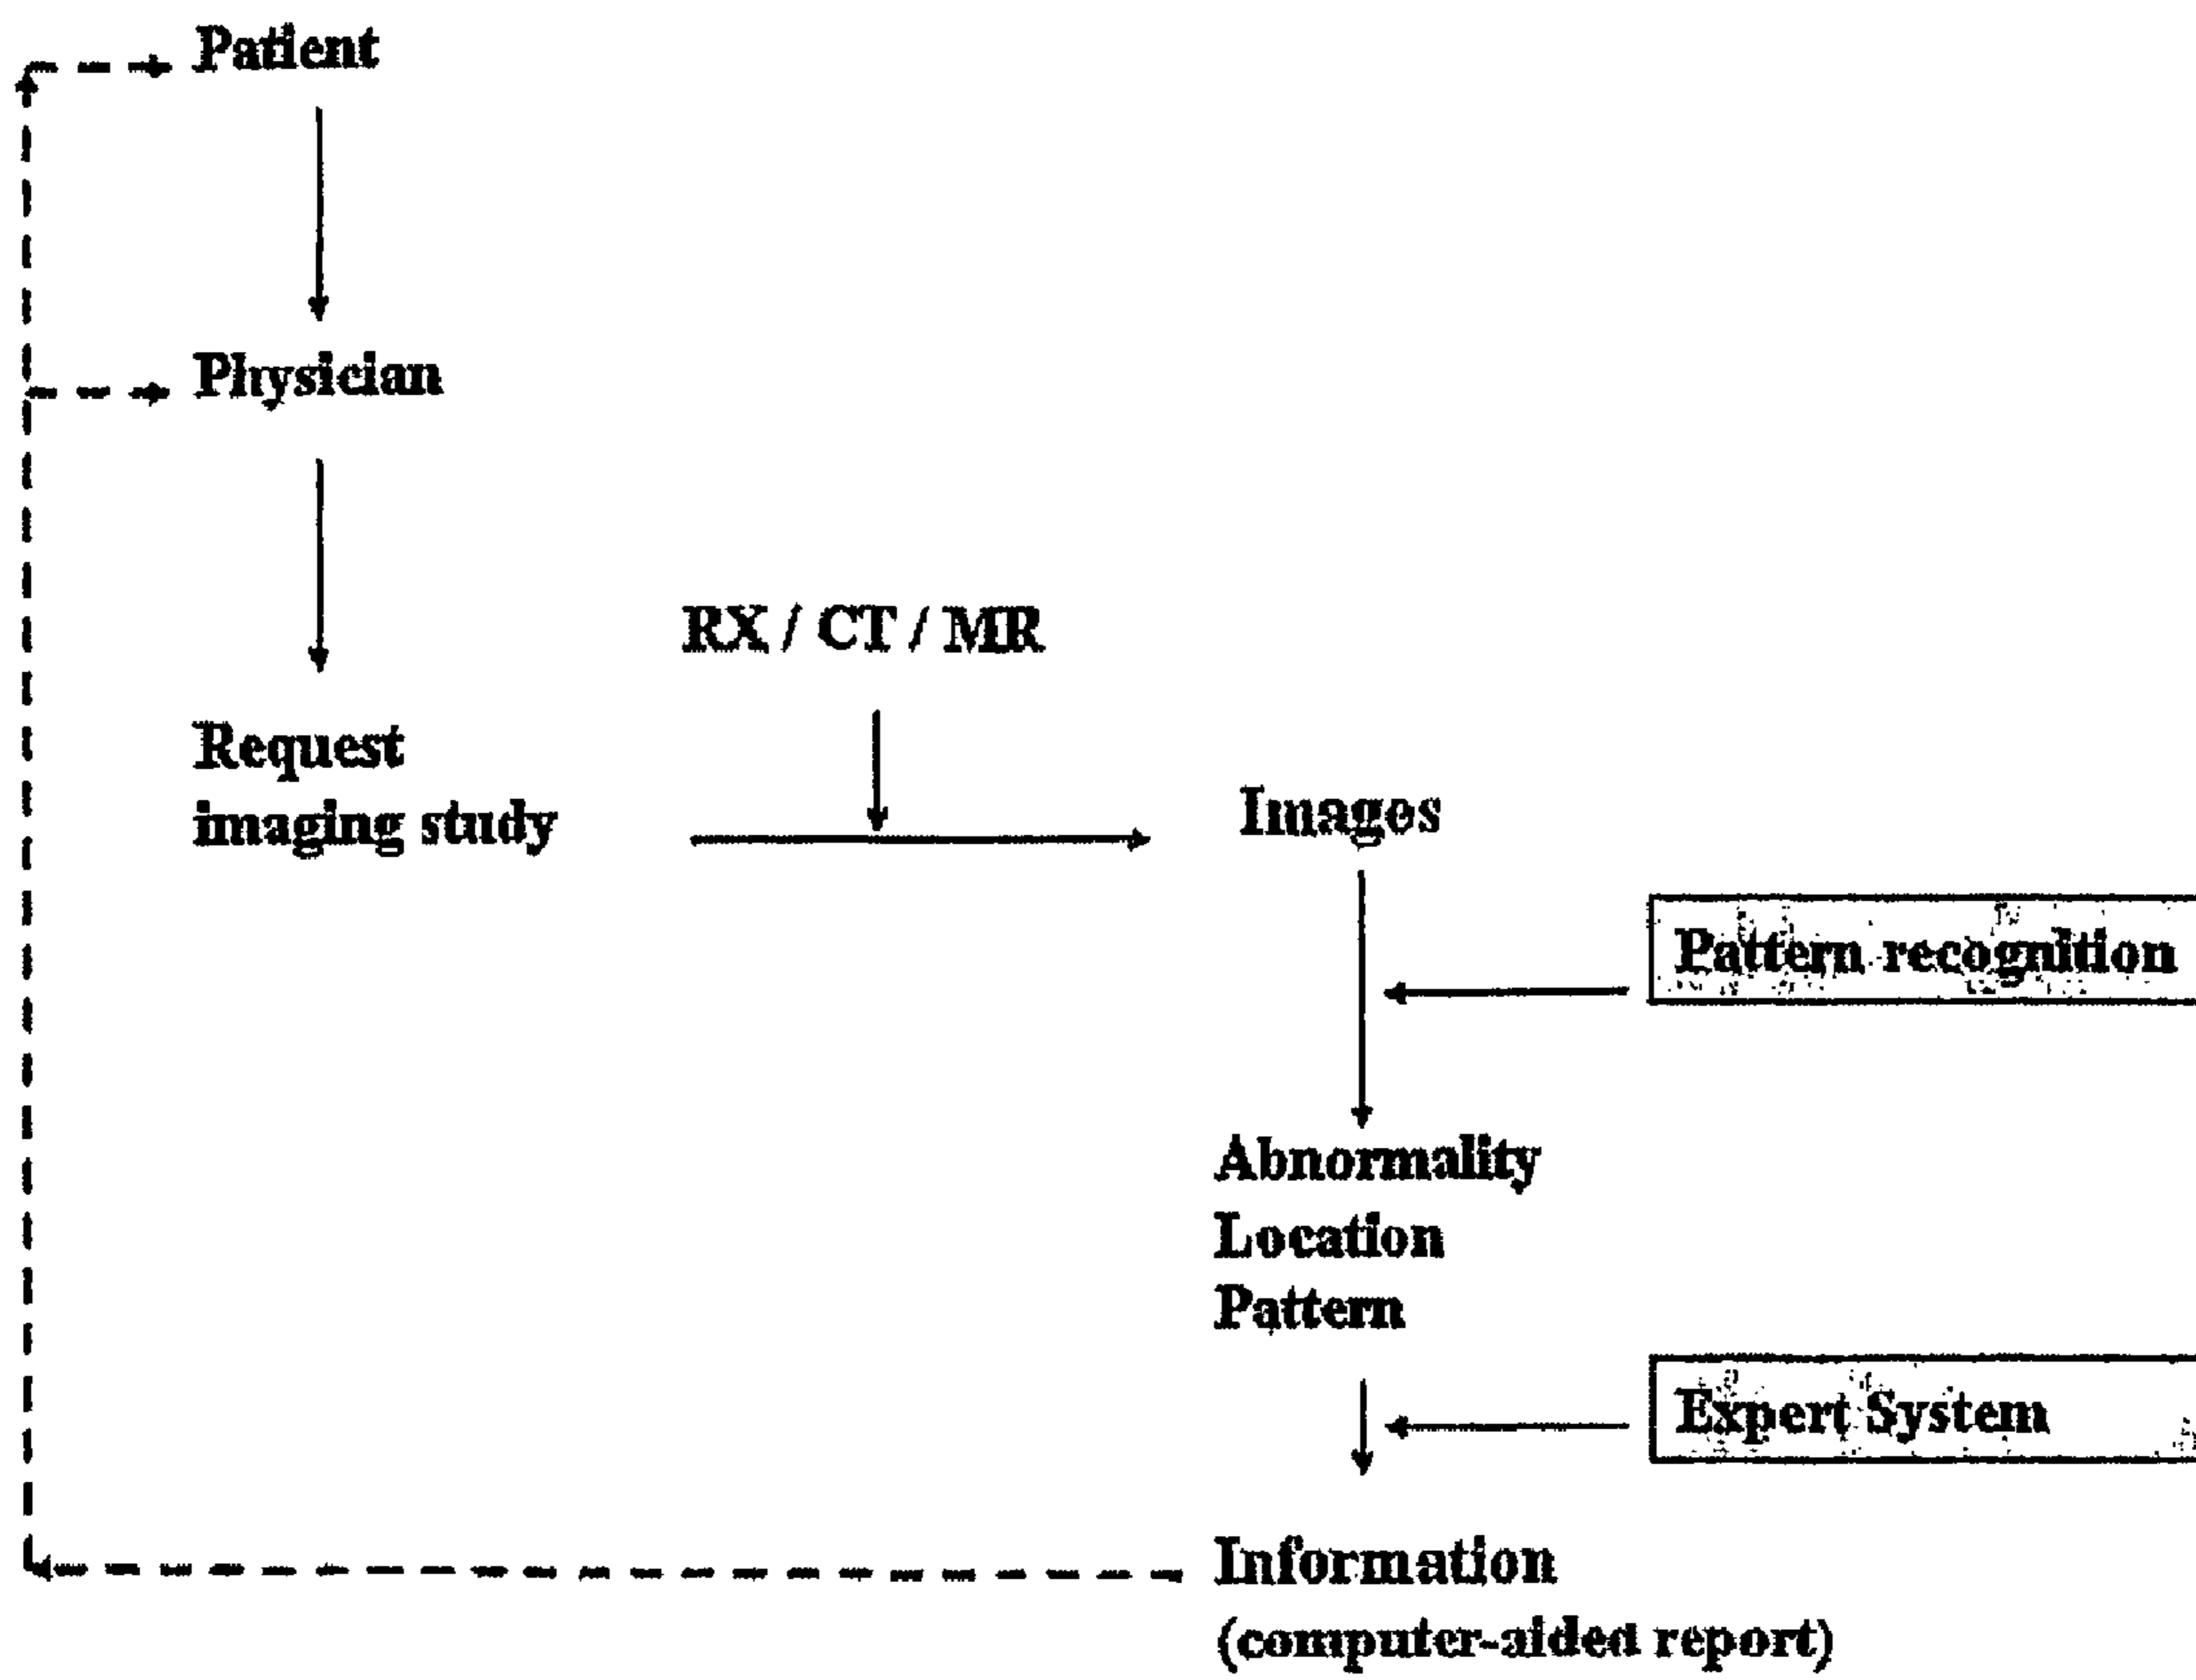 Patient
Physician
Request
imaging study
RX / CT / MR
Images
Pattern recognition
Abnormality
Location
Pattern
Expert System
Information
(computer-aided report)